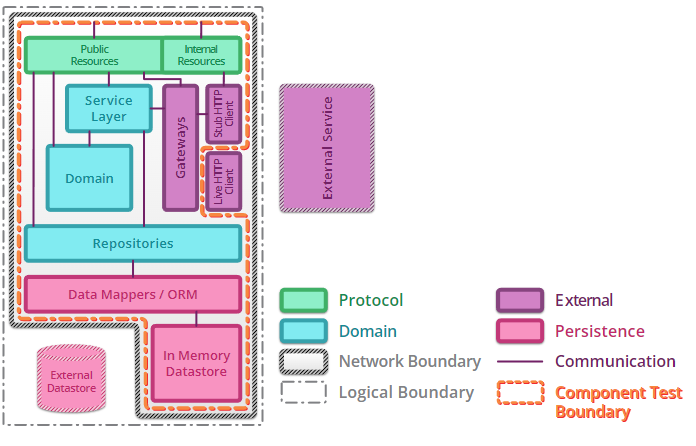 Public
Resources
Internal
Resources
Service
Layer
Gateways
Stub HTTP
Client
Domain
Live HTTP
Client
Repositories
Data Mappers / ORM
In Memory
Datastore
External
Datastore
External Service
Protocol
External
Domain
Persistence
Network Boundary
Communication
Logical Boundary
Component Test
Boundary